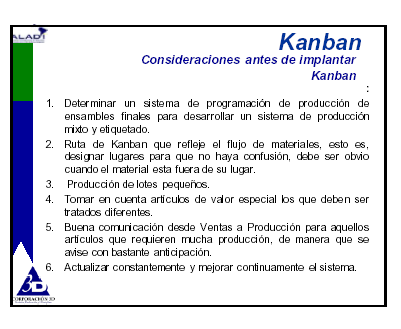 ALADI
Kanban
Consideraciones antes de implantar
Kanban
:
1. Determinar un sistema de programación de producción de
ensambles finales para desarrollar un sistema de producción
mixto y etiquetado.
2. Ruta de Kanban que refleje el flujo de materiales, esto es,
designar lugares para que no haya confusión, debe ser obvio
cuando el material esta fuera de su lugar.
3. Producción de lotes pequeños.
4. Tomar en cuenta artículos de valor especial los que deben ser
tratados diferentes.
5. Buena comunicación desde Ventas a Producción para aquellos
artículos que requieren mucha producción, de manera que se
avise con bastante anticipación.
6. Actualizar constantemente y mejorar continuamente el sistema.
3D
CORPORACIÓN 3D